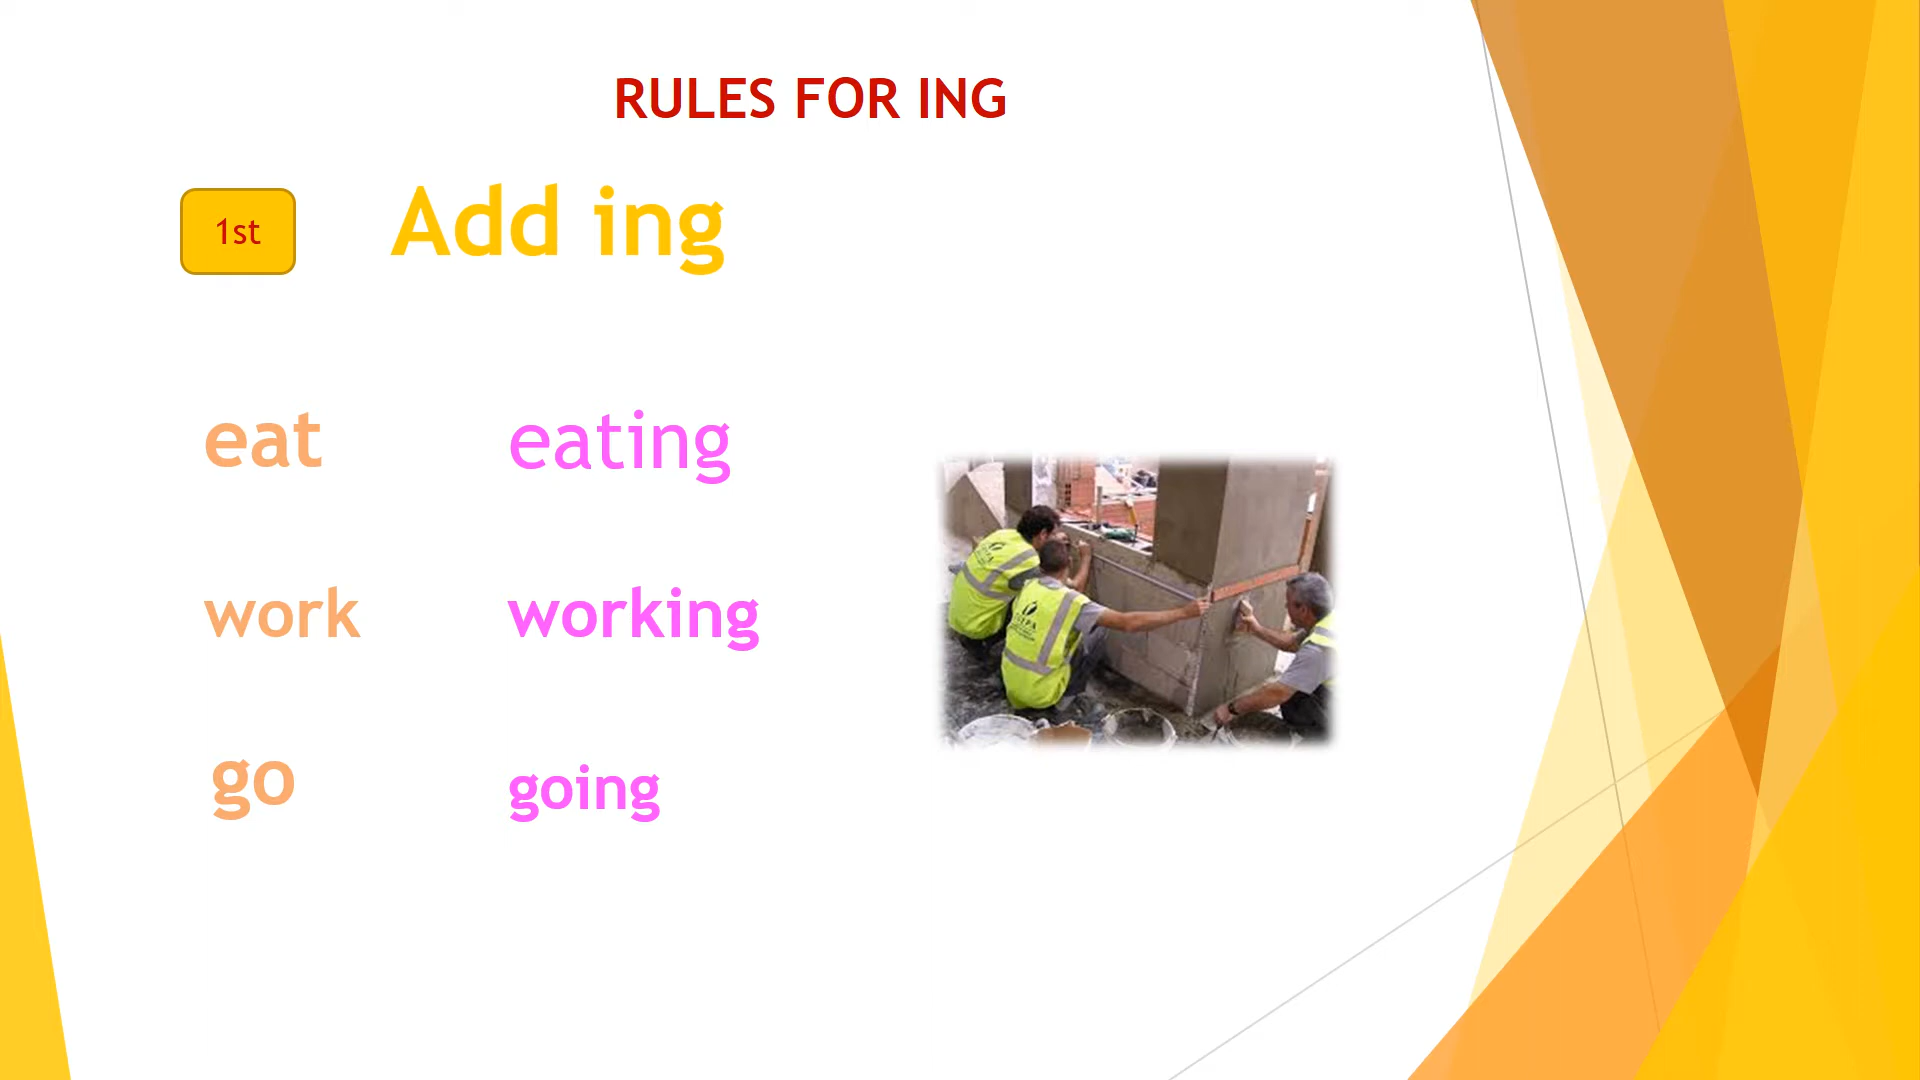 RULES FOR ING
1st Add ing
eat eating
work working
go going